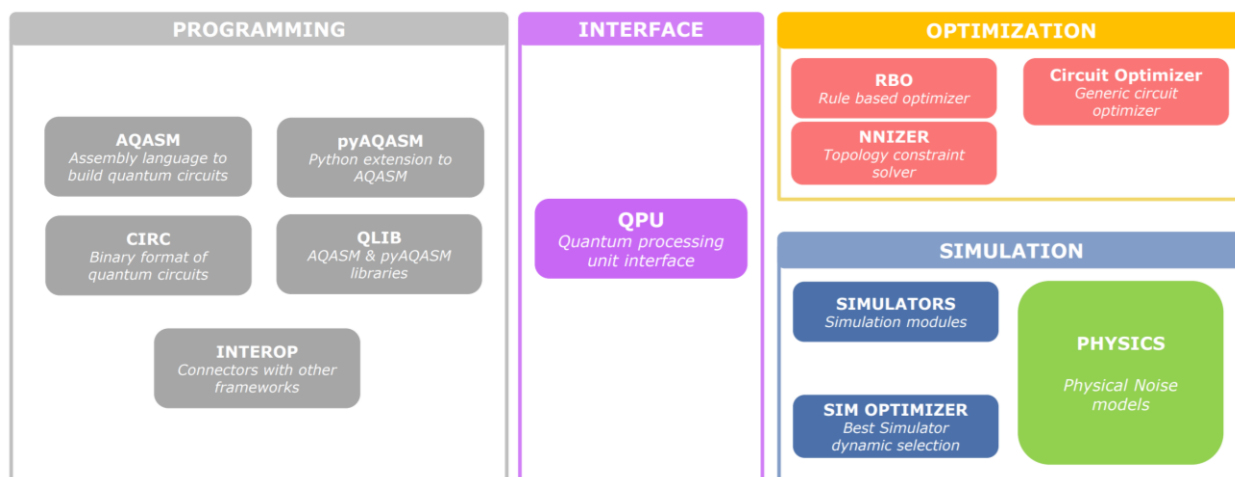 PROGRAMMING
AQASM
Assembly language to
build quantum circuits
pyAQASM
Python extension to
AQASM
CIRC
Binary format of
quantum circuits
QLIB
AQASM & pyAQASM
libraries
INTEROP
Connectors with other
frameworks
INTERFACE
QPU
Quantum processing
unit interface
OPTIMIZATION
RBO
Rule based optimizer
NNIZER
Topology constraint
solver
Circuit Optimizer
Generic circuit
optimizer
SIMULATION
SIMULATORS
Simulation modules
SIM OPTIMIZER
Best Simulator
dynamic selection
PHYSICS
Physical Noise
models